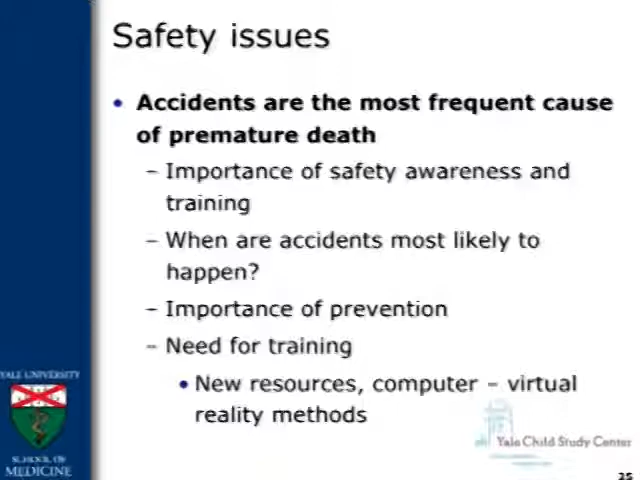 Safety issues
• Accidents are the most frequent cause
of premature death
– Importance of safety awareness and
training
– When are accidents most likely to
happen?
– Importance of prevention
– Need for training
• New resources, computer – virtual
reality methods
YALE UNIVERSITY
SCHOOL OF
MEDICINE
Yale Child Study Center
25